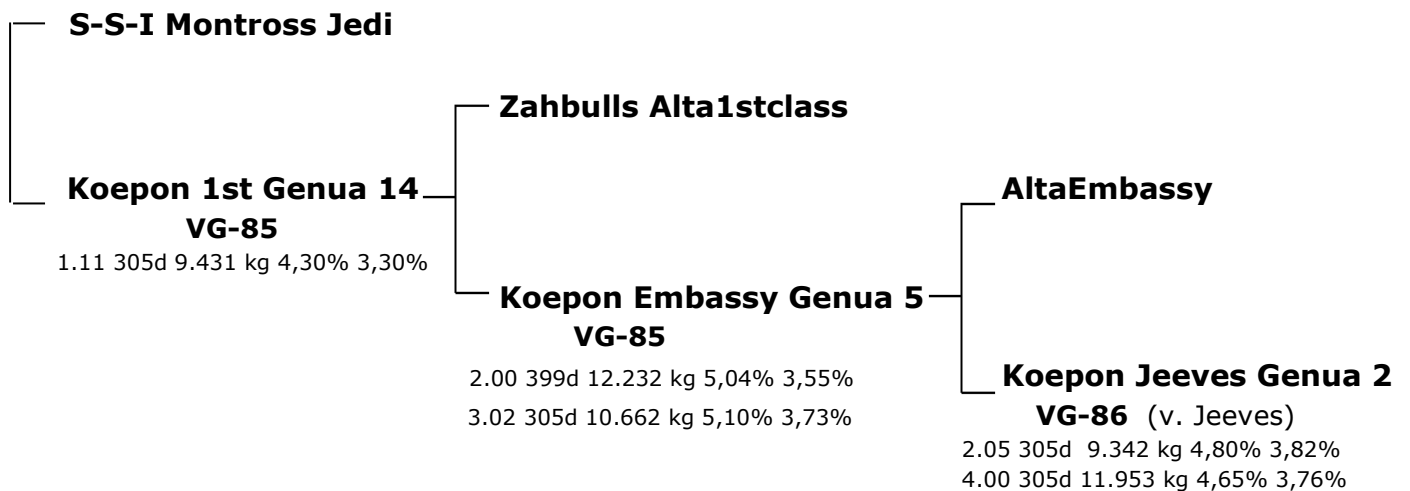 S-S-I Montross Jedi
Zahbulls Alta1stclass
Koepon 1st Genua 14
VG-85
1.11 305d 9.431 kg 4,30% 3,30%
AltaEmbassy
Koepon Embassy Genua 5
VG-85
2.00 399d 12.232 kg 5,04% 3,55%
3.02 305d 10.662 kg 5,10% 3,73%
Koepon Jeeves Genua 2
VG-86 (v. Jeeves)
2.05 305d 9.342 kg 4,80% 3,82%
4.00 305d 11.953 kg 4,65% 3,76%